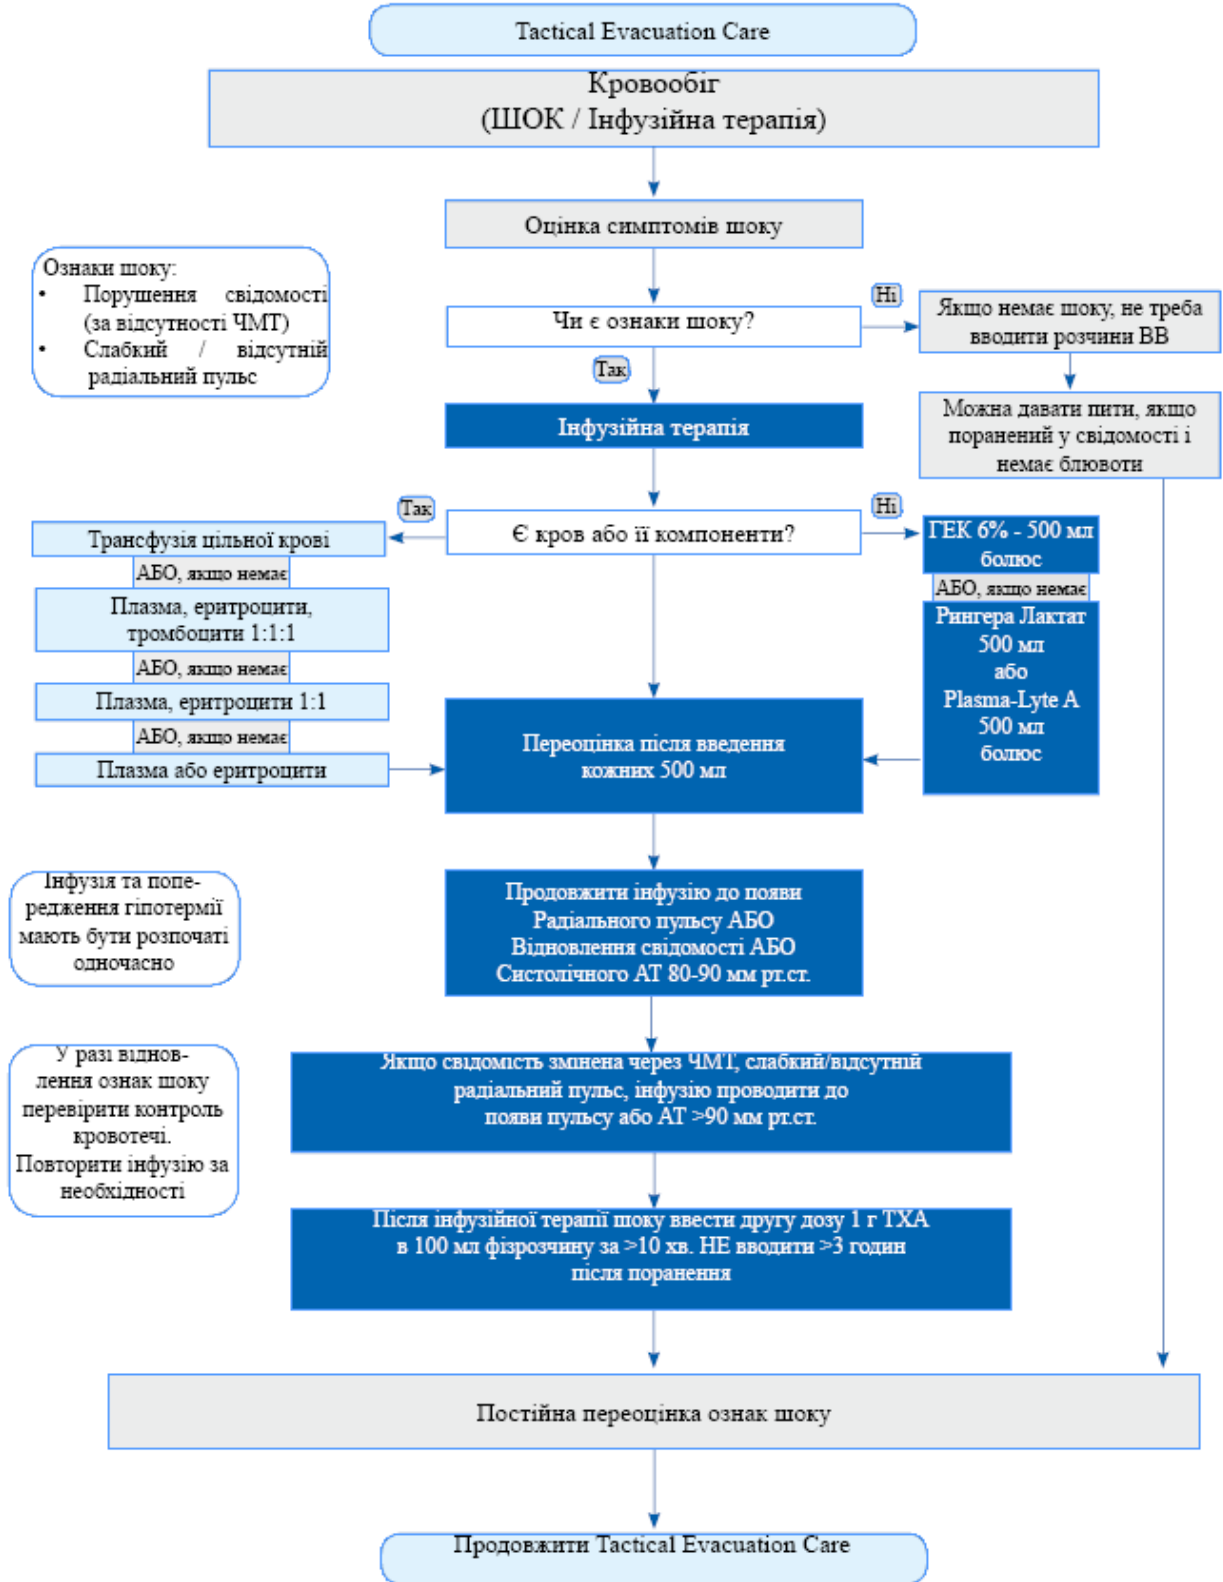 Tactical Evacuation Care
Кровообіг
(ШОК / Інфузійна терапія)
Оцінка симптомів шоку
Ознаки шоку:
• Порушення свідомості
(за відсутності ЧМТ)
• Слабкий / відсутній
радіальний пульс
Чи є ознаки шоку?
Ні
Якщо немає шоку, не треба
вводити розчини ВВ
Так
Можна давати пити, якщо
поранений у свідомості і
немає блювоти
Інфузійна терапія
Є кров або її компоненти?
Так
Ні
Трансфузія цільної крові
АБО, якщо немає
Плазма, еритроцити,
тромбоцити 1:1:1
АБО, якщо немає
Плазма, еритроцити 1:1
АБО, якщо немає
Плазма або еритроцити
ГЕК 6% - 500 мл
болюс
АБО, якщо немає
Рингера Лактат
500 мл
або
Plasma-Lyte A
500 мл
болюс
Переоцінка після введення
кожних 500 мл
Інфузія та попе-
редження гіпотермії
мають бути розпочаті
одночасно
Продовжити інфузію до появи
Радіального пульсу АБО
Відновлення свідомості АБО
Систолічного АТ 80-90 мм рт.ст.
У разі віднов-
лення ознак шоку
перевірити контроль
кровотечі.
Повторити інфузію за
необхідності
Якщо свідомість змінена через ЧМТ, слабкий/відсутній
радіальний пульс, інфузію проводити до
появи пульсу або АТ >90 мм рт.ст.
Після інфузійної терапії шоку ввести другу дозу 1 г ТХА
в 100 мл фізрозчину за >10 хв. НЕ вводити >3 годин
після поранення
Постійна переоцінка ознак шоку
Продовжити Tactical Evacuation Care